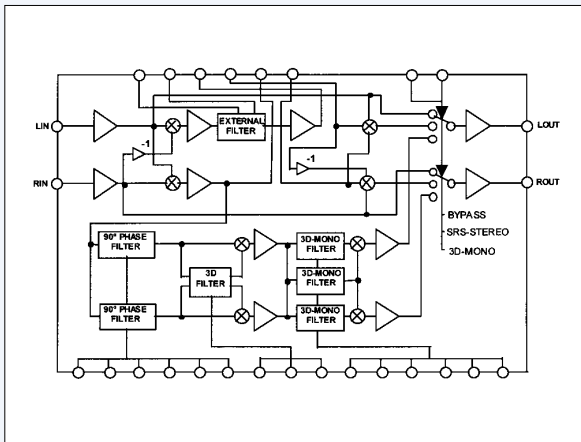 LIN
EXTERNAL
FILTER
LOUT
-1
-1
RIN
ROUT
BYPASS
SRS-STEREO
3D-MONO
90° PHASE
FILTER
3D
FILTER
3D-MONO
FILTER
3D-MONO
FILTER
90° PHASE
FILTER
3D-MONO
FILTER